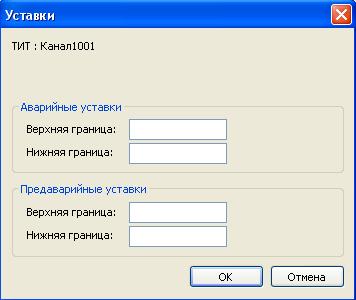 Уставки
ТИТ : Канал1001
Аварийные уставки
Верхняя граница:
Нижняя граница:
Предаварийные уставки
Верхняя граница:
Нижняя граница:
OK Отмена